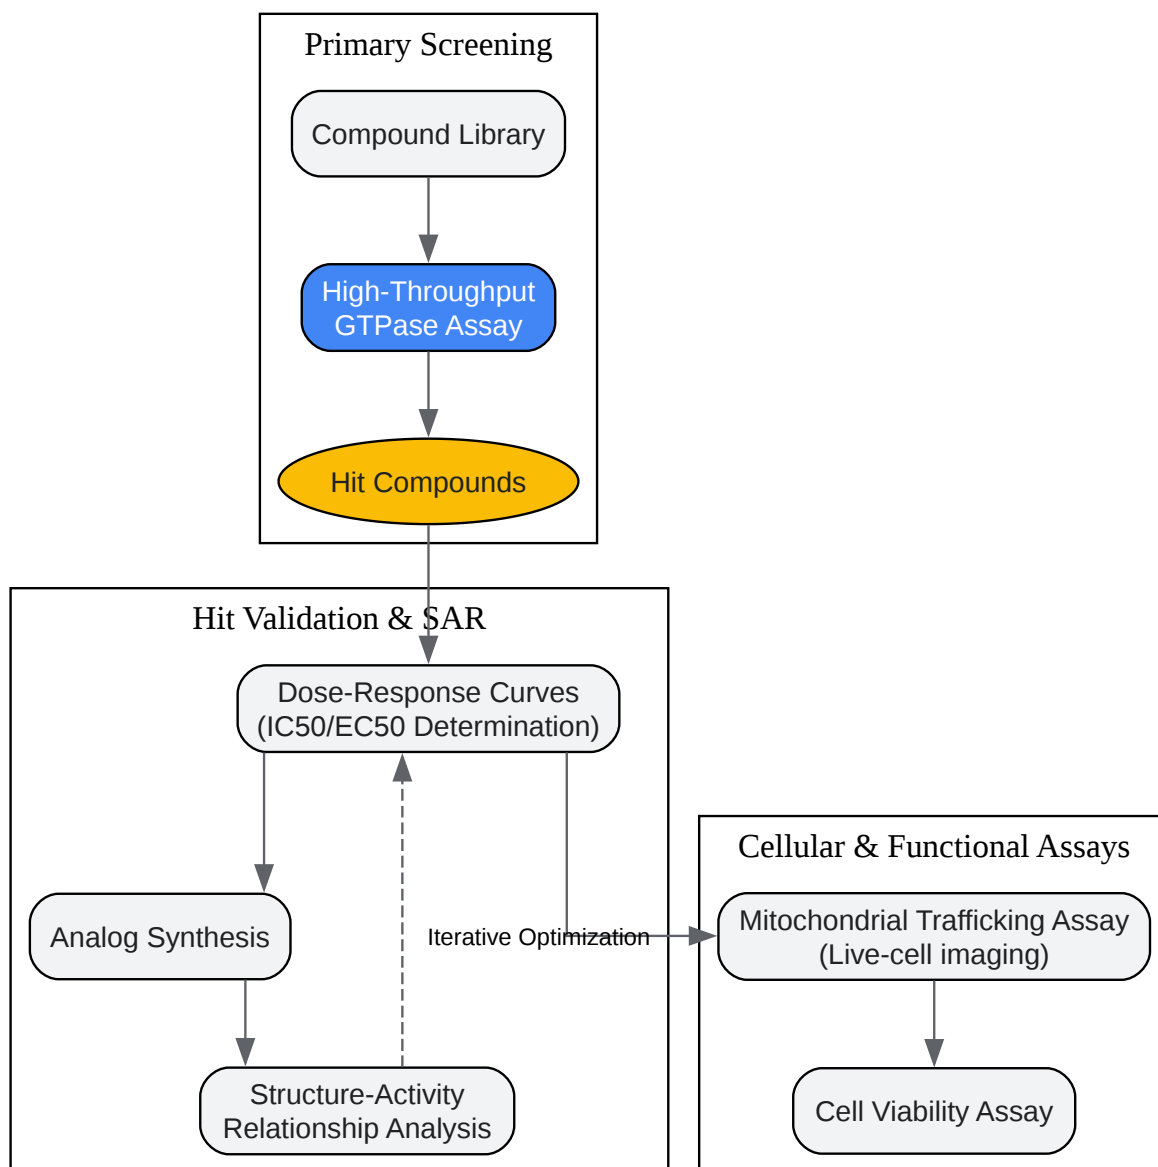 Primary Screening
Compound Library
High-Throughput
GTPase Assay
Hit Compounds
Hit Validation & SAR
Dose-Response Curves
(IC50/EC50 Determination)
Analog Synthesis
Iterative Optimization
Structure-Activity
Relationship Analysis
Cellular & Functional Assays
Mitochondrial Trafficking Assay
(Live-cell imaging)
Cell Viability Assay